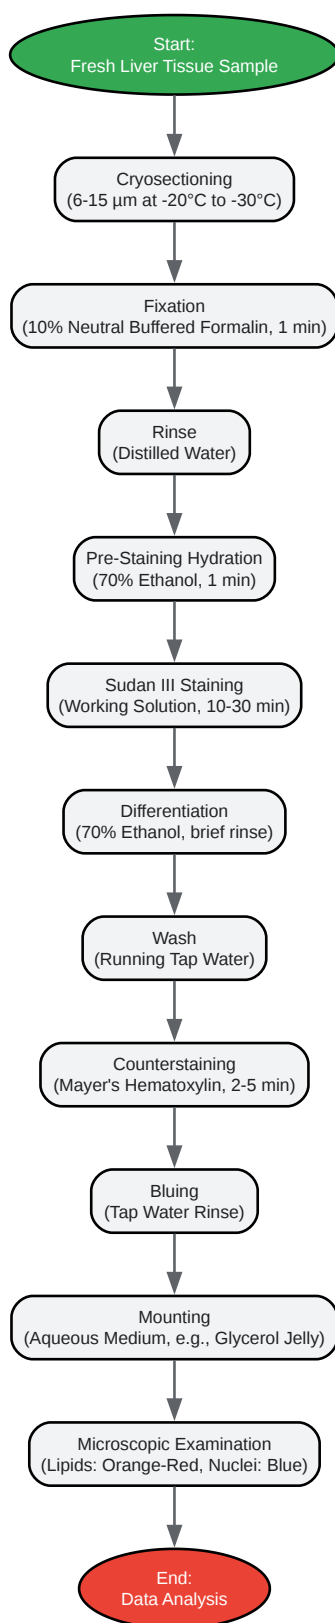 Start:
Fresh Liver Tissue Sample
Cryosectioning
(6-15 µm at -20°C to -30°C)
Fixation
(10% Neutral Buffered Formalin, 1 min)
Rinse
(Distilled Water)
Pre-Staining Hydration
(70% Ethanol, 1 min)
Sudan III Staining
(Working Solution, 10-30 min)
Differentiation
(70% Ethanol, brief rinse)
Wash
(Running Tap Water)
Counterstaining
(Mayer's Hematoxylin, 2-5 min)
Bluing
(Tap Water Rinse)
Mounting
(Aqueous Medium, e.g., Glycerol Jelly)
Microscopic Examination
(Lipids: Orange-Red, Nuclei: Blue)
End:
Data Analysis